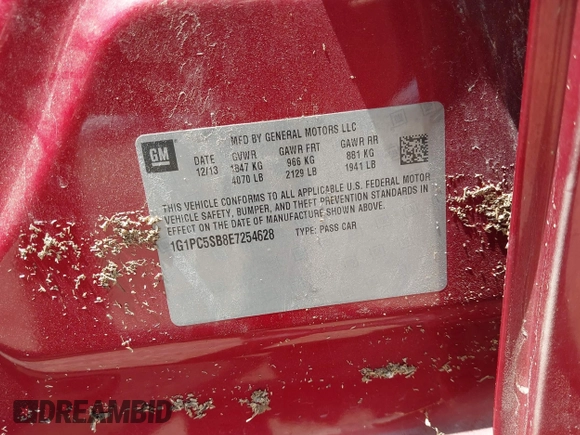 MFD BY GENERAL MOTORS LLC
GM
DATE GVWR GAWR FRT GAWR RR
12/13 1847 KG 966 KG 881 KG
4070 LB 2129 LB 1941 LB
THIS VEHICLE CONFORMS TO ALL APPLICABLE U.S. FEDERAL MOTOR
VEHICLE SAFETY, BUMPER, AND THEFT PREVENTION STANDARDS IN
EFFECT ON THE DATE OF MANUFACTURE SHOWN ABOVE.
1G1PC5SB8E7254628 TYPE: PASS CAR
DREAMBID